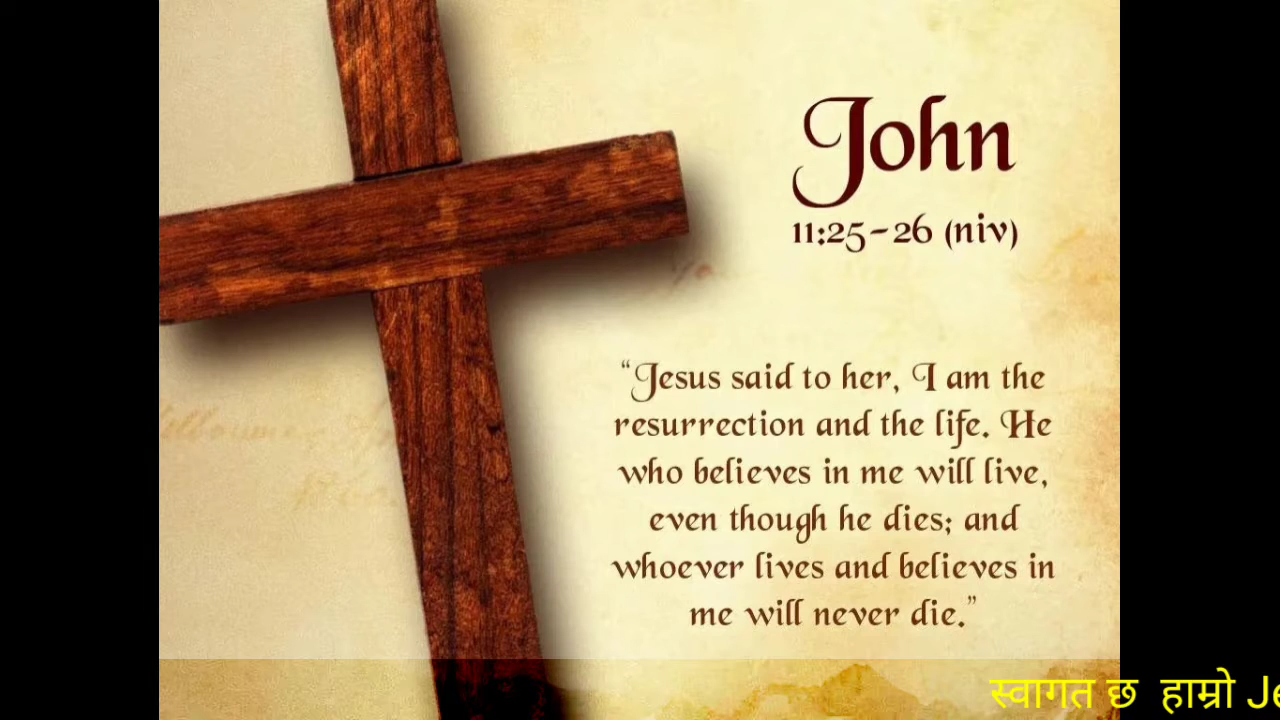 John
11:25-26 (niv)
“Jesus said to her, I am the
resurrection and the life. He
who believes in me will live,
even though he dies; and
whoever lives and believes in
me will never die.”
स्वागत छ हाम्रो Je